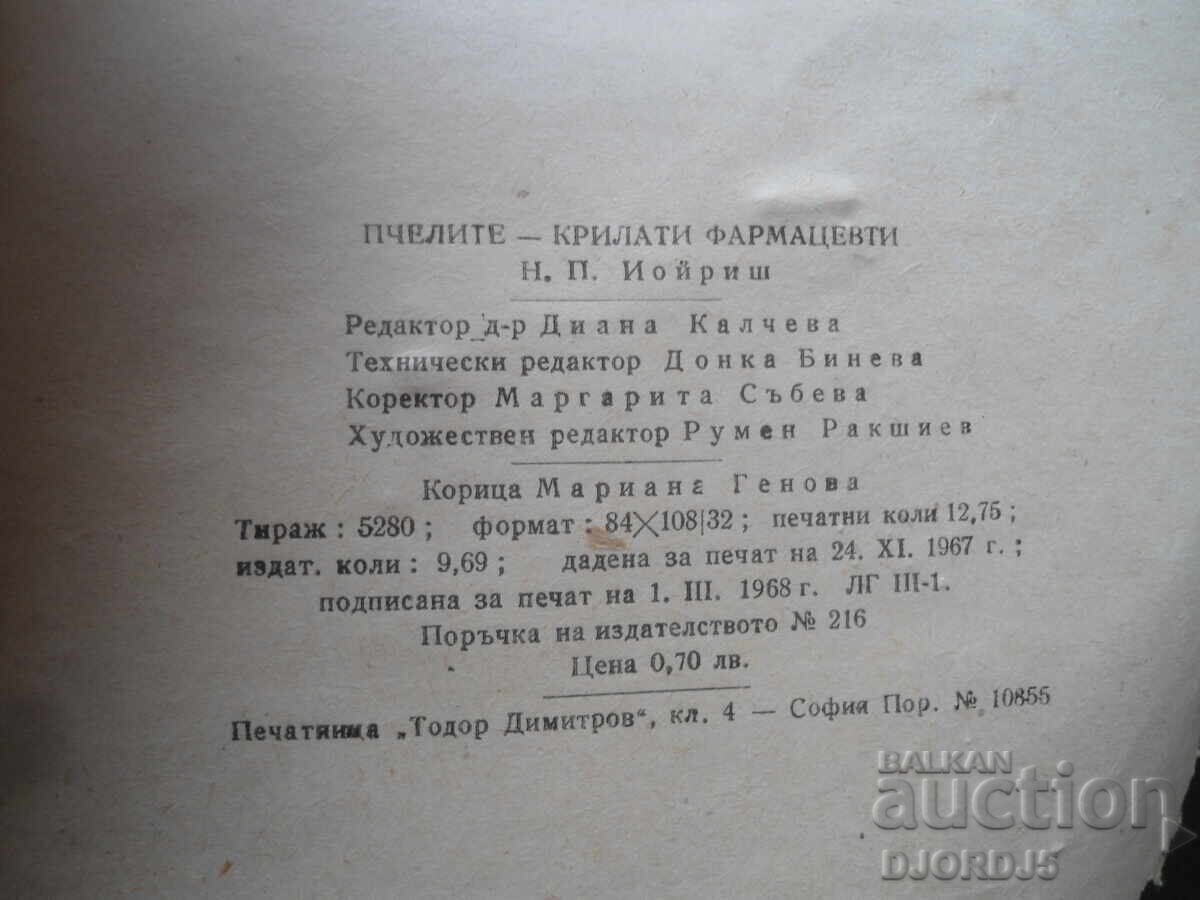 ПЧЕЛИТЕ — КРИЛАТИ ФАРМАЦЕВТИ
Н. П. Иойриш
Редактор д-р Диана Калчева
Технически редактор Донка Бинева
Коректор Маргарита Събева
Художествен редактор Румен Ракшиев
Корица Мариана Генова
Тираж : 5280 ; формат : 84×108|32 ; печатни коли 12,75 ;
издат. коли : 9,69 ; дадена за печат на 24. XI. 1967 г. ;
подписана за печат на 1. III. 1968 г. ЛГ III-1.
Поръчка на издателството № 216
Цена 0,70 лв.
Печатница „Тодор Димитров“, кл. 4 — София Пор. № 10855
BALKAN
auction
DJORDJ5